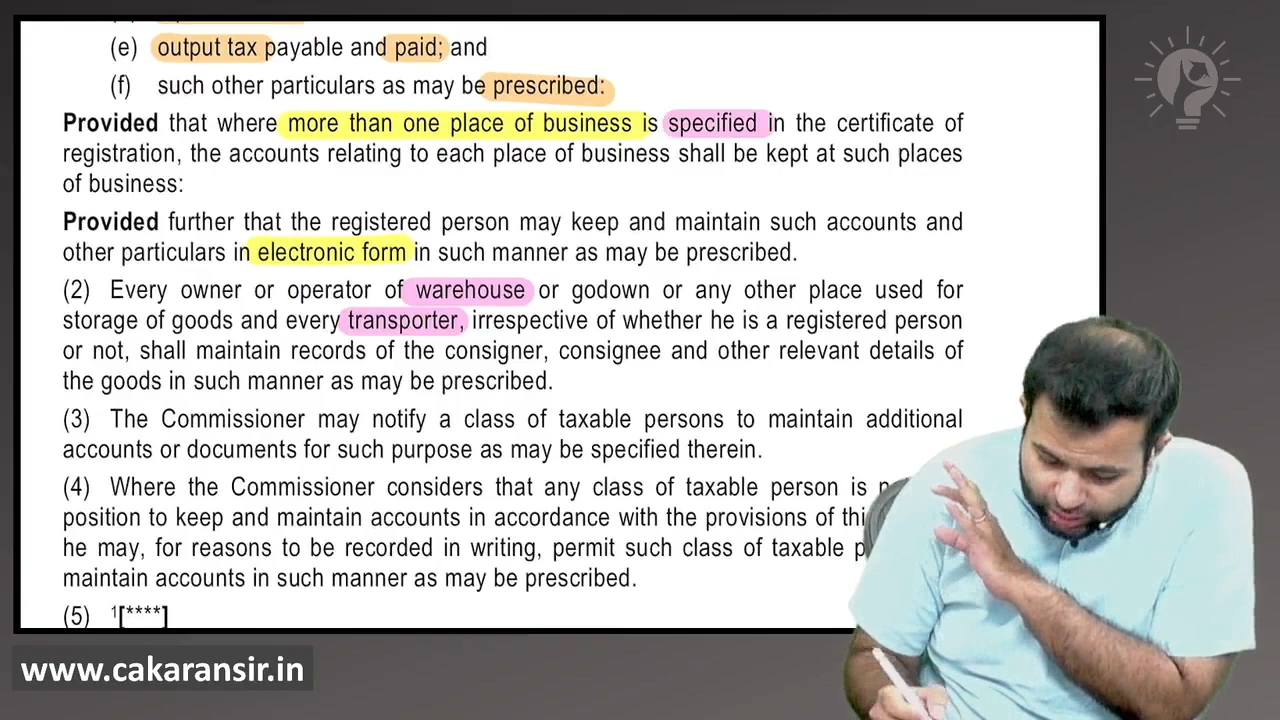 (e) output tax payable and paid; and
(f) such other particulars as may be prescribed:
Provided that where more than one place of business is specified in the certificate of
registration, the accounts relating to each place of business shall be kept at such places
of business:
Provided further that the registered person may keep and maintain such accounts and
other particulars in electronic form in such manner as may be prescribed.
(2) Every owner or operator of warehouse or godown or any other place used for
storage of goods and every transporter, irrespective of whether he is a registered person
or not, shall maintain records of the consigner, consignee and other relevant details of
the goods in such manner as may be prescribed.
(3) The Commissioner may notify a class of taxable persons to maintain additional
accounts or documents for such purpose as may be specified therein.
(4) Where the Commissioner considers that any class of taxable person is
position to keep and maintain accounts in accordance with the provisions of
he may, for reasons to be recorded in writing, permit such class of taxable
maintain accounts in such manner as may be prescribed.
(5) ¹[****]
www.cakaransir.in